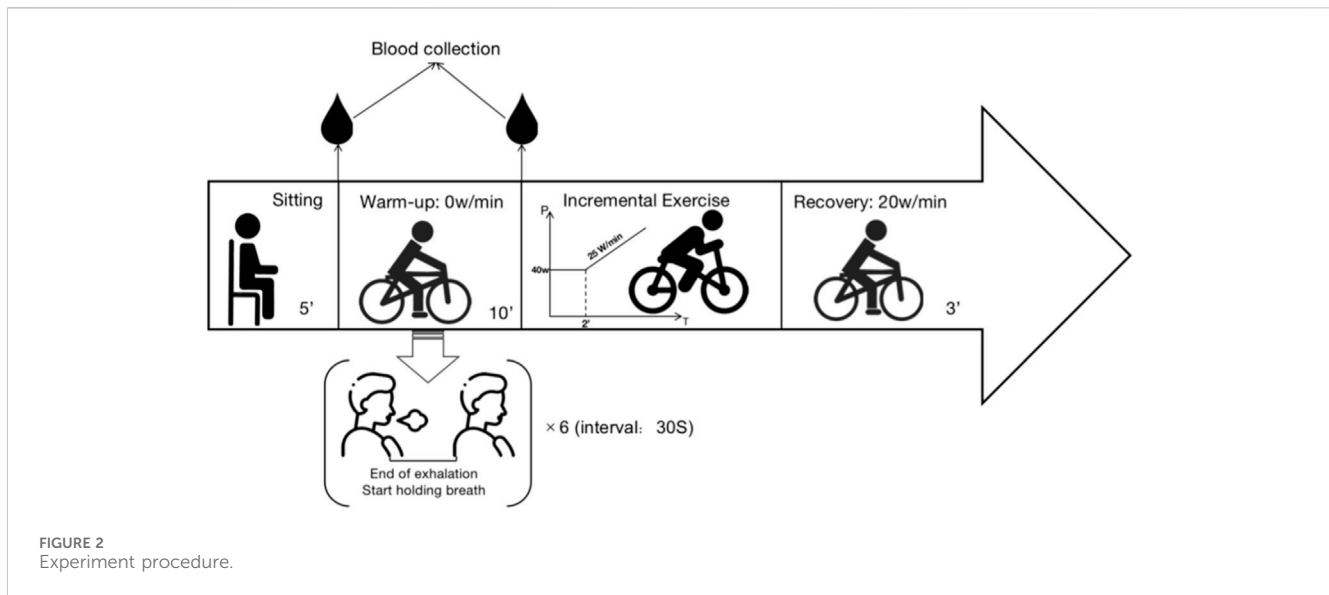 Blood collection
Sitting
5'
Warm-up: 0w/min
10'
Incremental Exercise
P
25 W/min
40w
2'
T
Recovery: 20w/min
3'
End of exhalation
Start holding breath
× 6 (interval: 30S)
FIGURE 2
Experiment procedure.